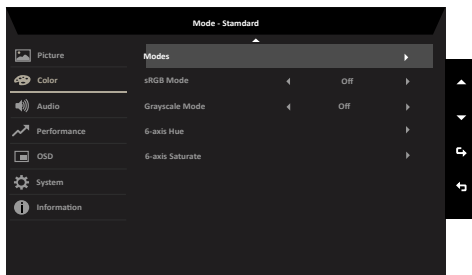 Mode - Stamdard
Picture
Modes
Color
sRGB Mode Off
Audio
Grayscale Mode Off
Performance
6-axis Hue
OSD
6-axis Saturate
System
Information